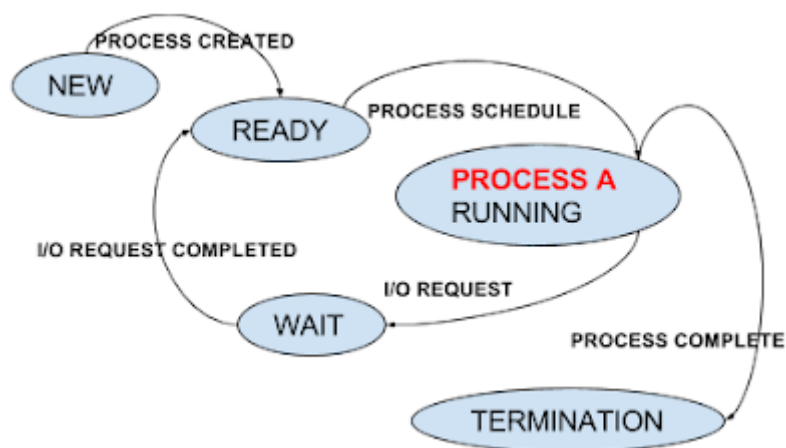 PROCESS CREATED
NEW
READY
PROCESS SCHEDULE
PROCESS A
RUNNING
I/O REQUEST COMPLETED
I/O REQUEST
WAIT
PROCESS COMPLETE
TERMINATION